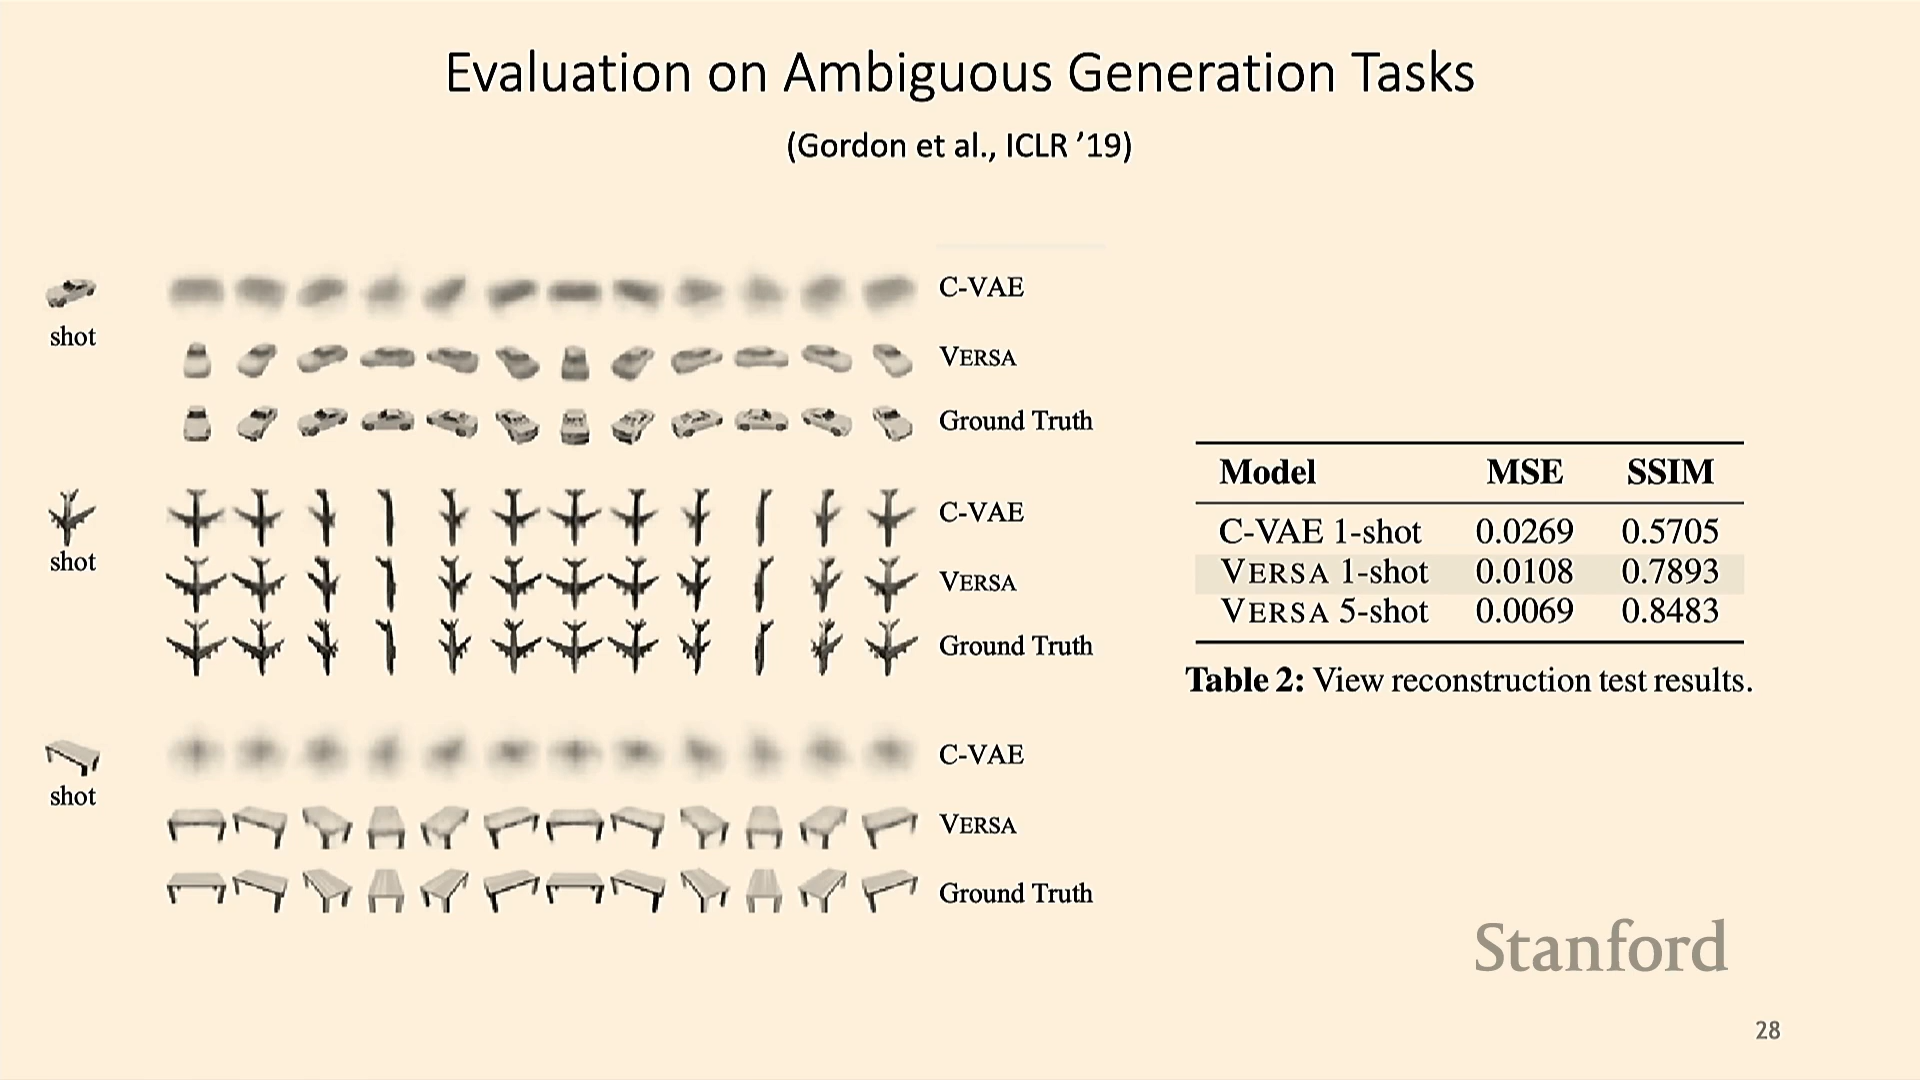 Evaluation on Ambiguous Generation Tasks
(Gordon et al., ICLR ’19)
shot
C-VAE
VERSA
Ground Truth
shot
C-VAE
VERSA
Ground Truth
shot
C-VAE
VERSA
Ground Truth
Model MSE SSIM
C-VAE 1-shot 0.0269 0.5705
VERSA 1-shot 0.0108 0.7893
VERSA 5-shot 0.0069 0.8483
Table 2: View reconstruction test results.
Stanford
28